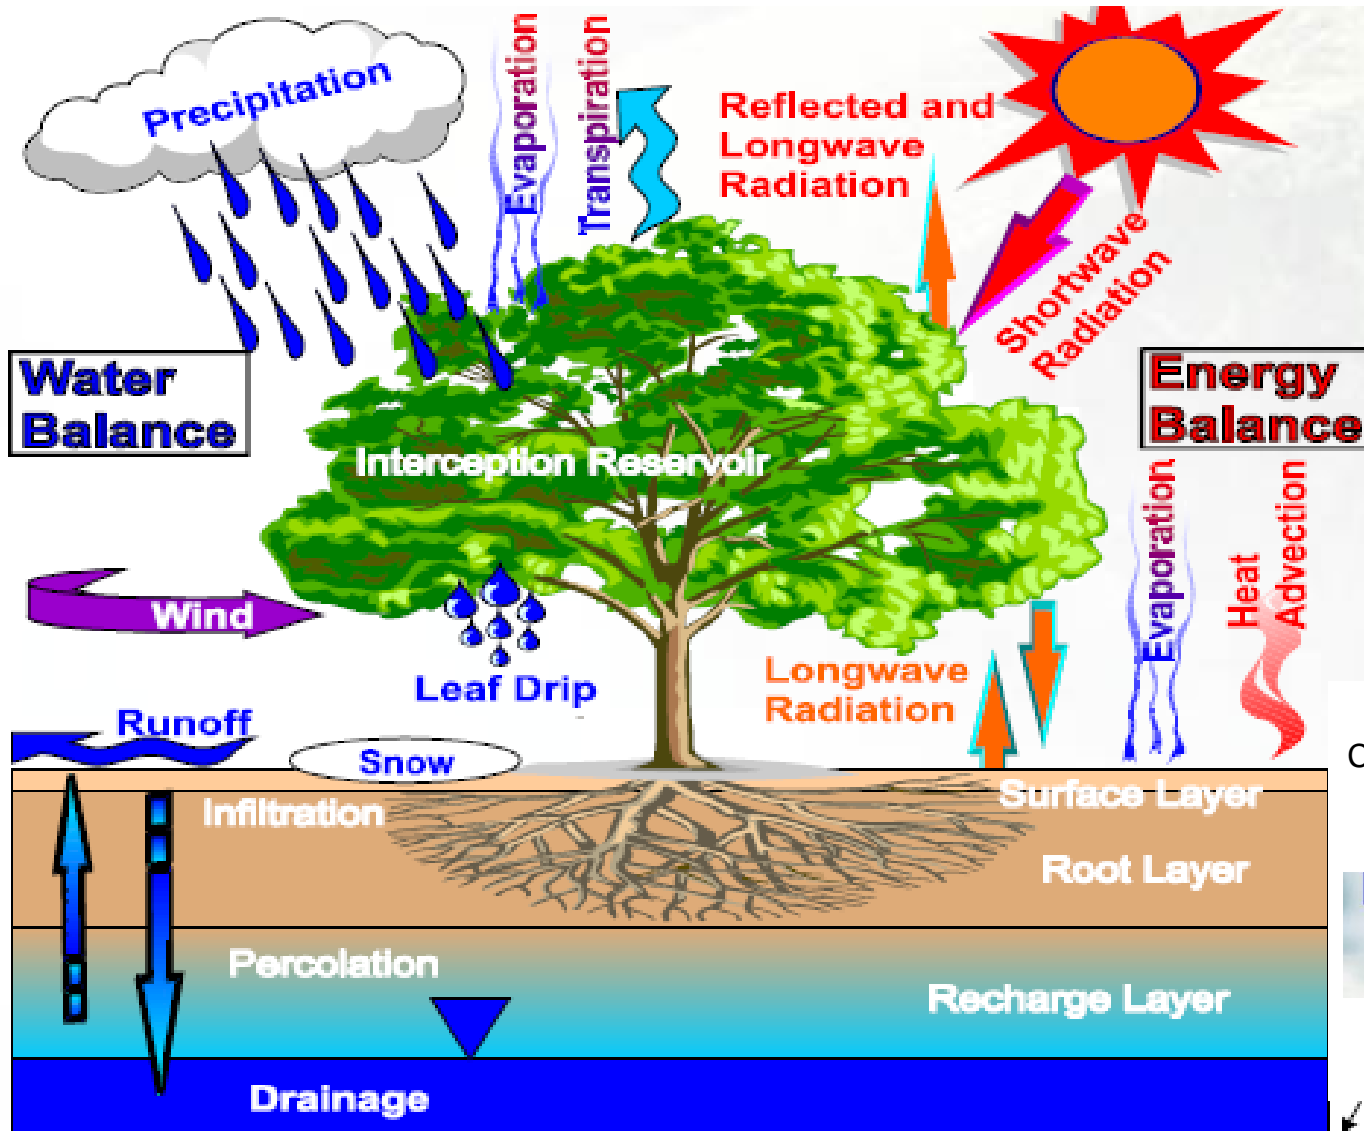 Precipitation
Evaporation
Transpiration
Reflected and
Longwave
Radiation
Shortwave
Radiation
Water
Balance
Energy
Balance
Interception Reservoir
Evaporation
Heat
Advection
Wind
Leaf Drip
Longwave
Radiation
Runoff
Snow
Infiltration
Surface Layer
Root Layer
Percolation
Recharge Layer
Drainage